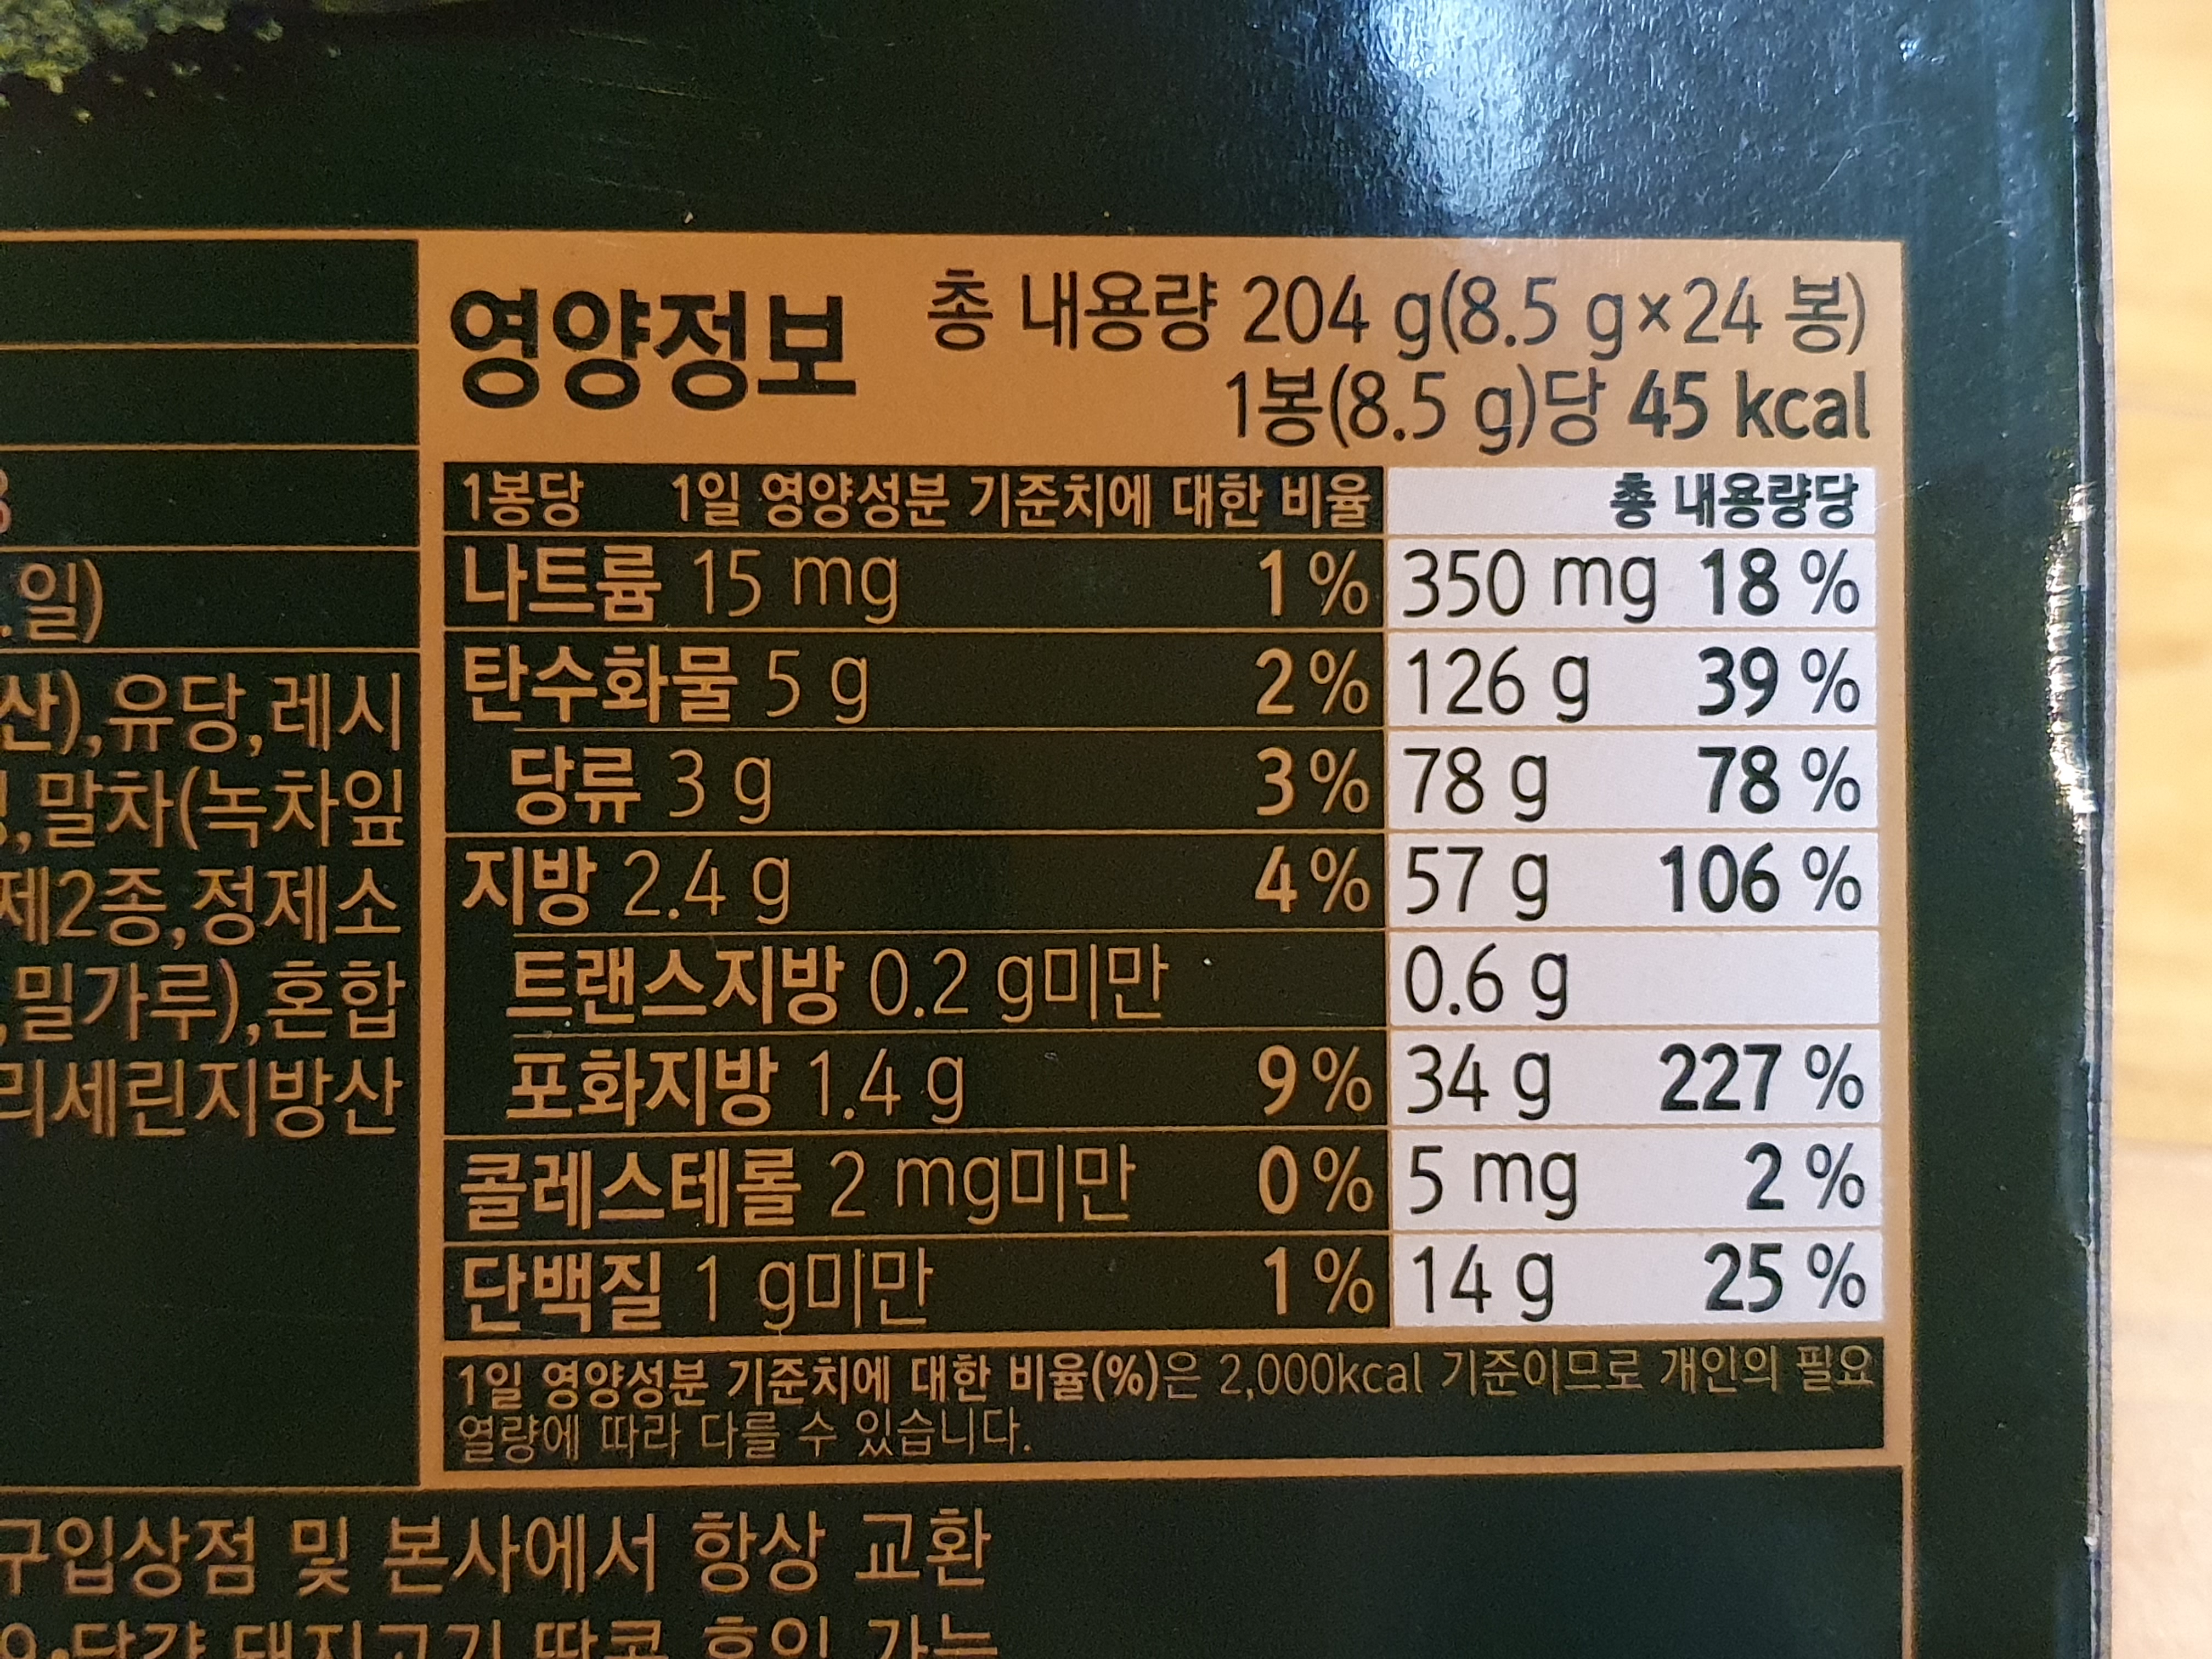 영양정보 총 내용량 204 g(8.5 g×24 봉)
1봉(8.5 g)당 45 kcal
1봉당 1일 영양성분 기준치에 대한 비율 총 내용량당
나트륨 15 mg 1 % 350 mg 18 %
탄수화물 5 g 2 % 126 g 39 %
당류 3 g 3 % 78 g 78 %
지방 2.4 g 4 % 57 g 106 %
트랜스지방 0.2 g미만 0.6 g
포화지방 1.4 g 9 % 34 g 227 %
콜레스테롤 2 mg미만 0 % 5 mg 2 %
단백질 1 g미만 1 % 14 g 25 %
1일 영양성분 기준치에 대한 비율(%)은 2,000kcal 기준이므로 개인의 필요
열량에 따라 다를 수 있습니다.
일)
산),유당,레시
,말차(녹차잎
제2종,정제소
,밀가루),혼합
리세린지방산
구입상점 및 본사에서 항상 교환